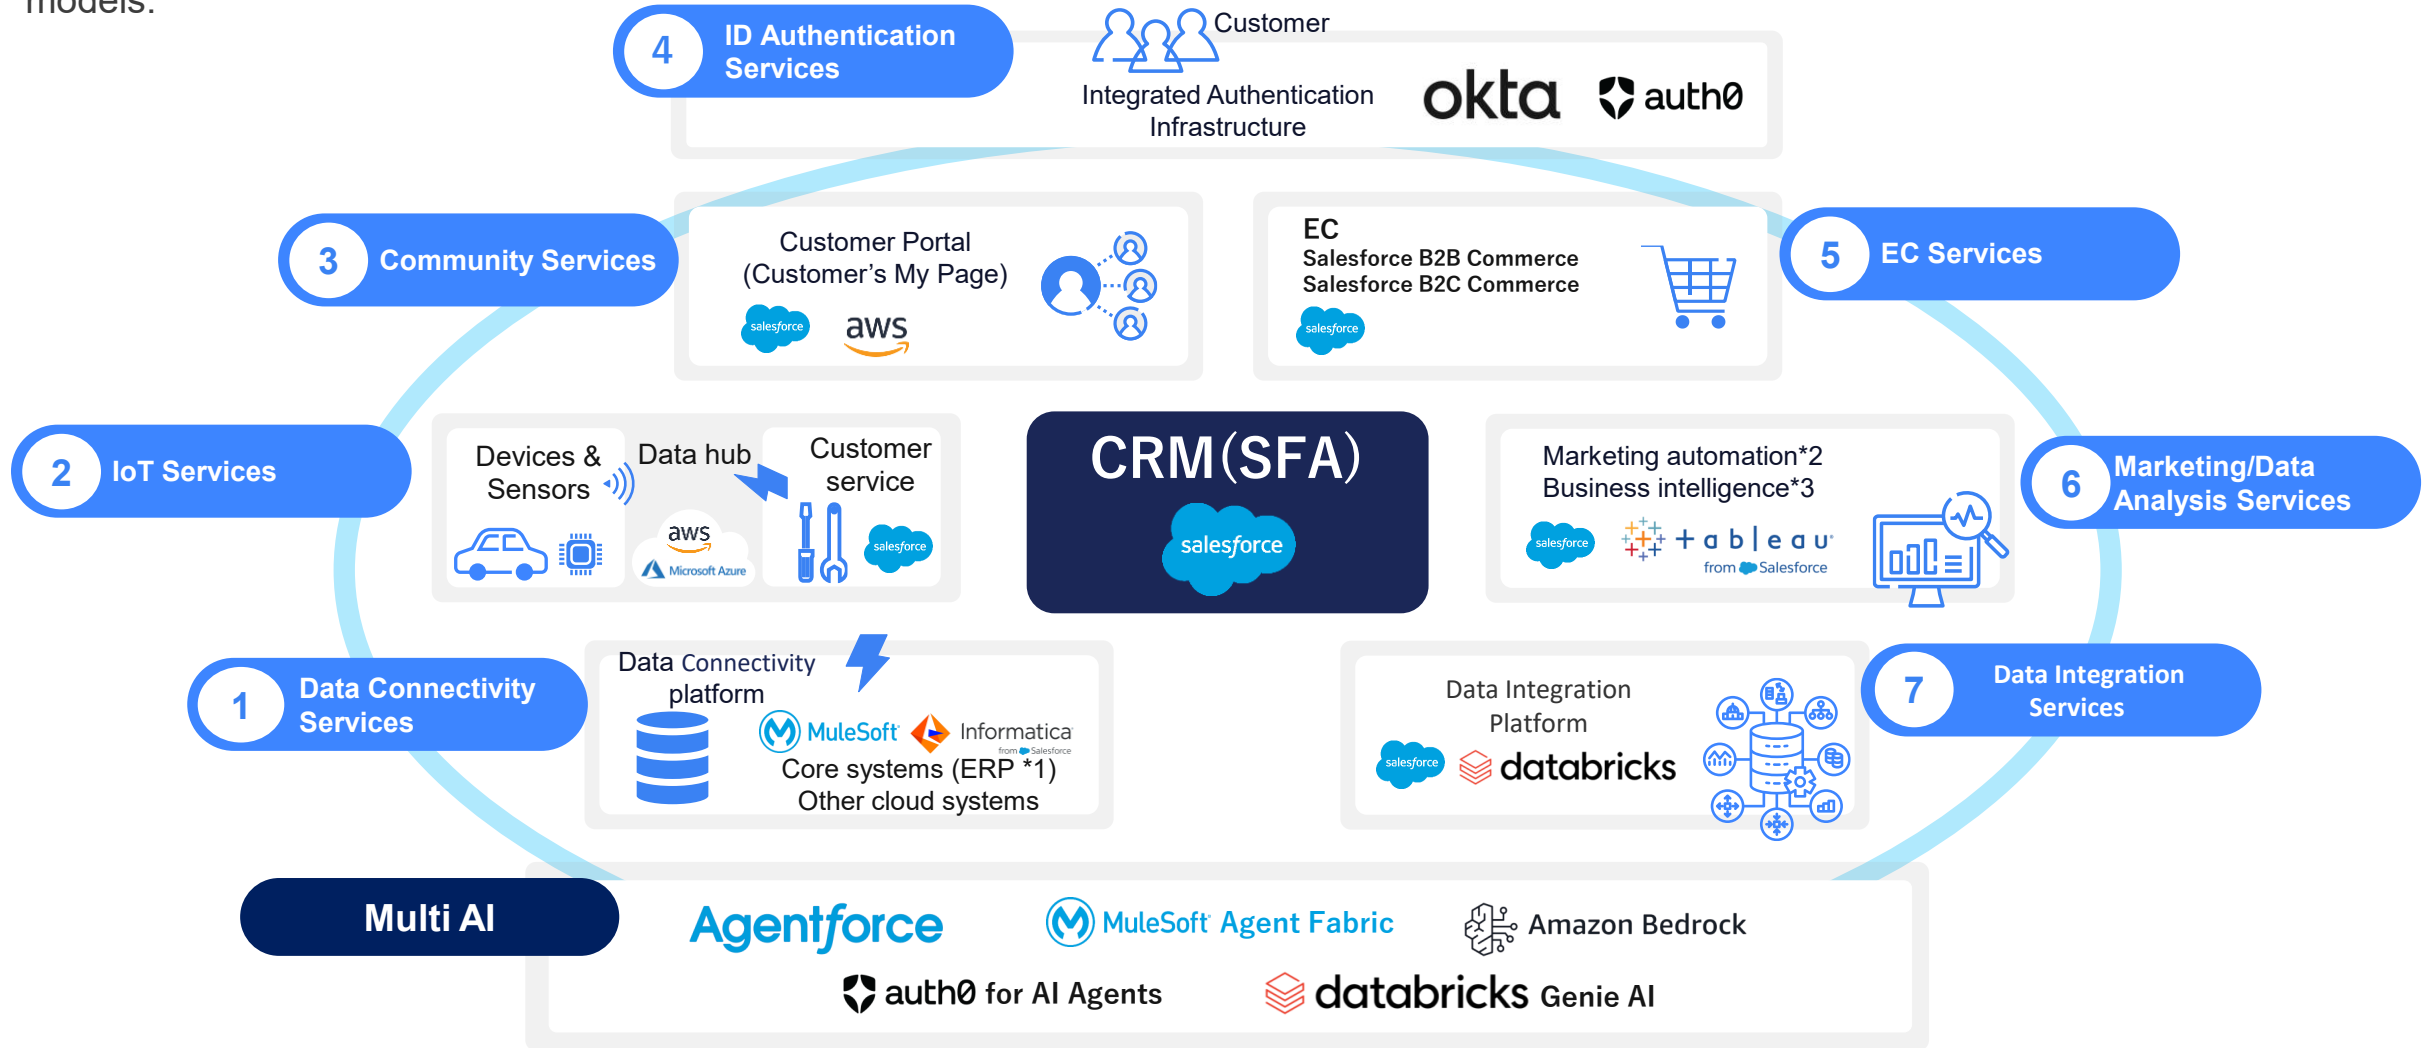 models.
4
ID Authentication
Services
Customer
Integrated Authentication
Infrastructure
okta
auth0
3
Community Services
Customer Portal
(Customer’s My Page)
salesforce
aws
EC
Salesforce B2B Commerce
Salesforce B2C Commerce
salesforce
5
EC Services
2
IoT Services
Devices &
Sensors
Data hub
aws
Microsoft Azure
Customer
service
salesforce
CRM(SFA)
salesforce
Marketing automation*2
Business intelligence*3
salesforce
+ableau
from Salesforce
6
Marketing/Data
Analysis Services
1
Data Connectivity
Services
Data Connectivity
platform
MuleSoft
Informatica
from Salesforce
Core systems (ERP *1)
Other cloud systems
Data Integration
Platform
salesforce
databricks
7
Data Integration
Services
Multi AI
Agentforce
MuleSoft Agent Fabric
Amazon Bedrock
auth0 for AI Agents
databricks Genie AI